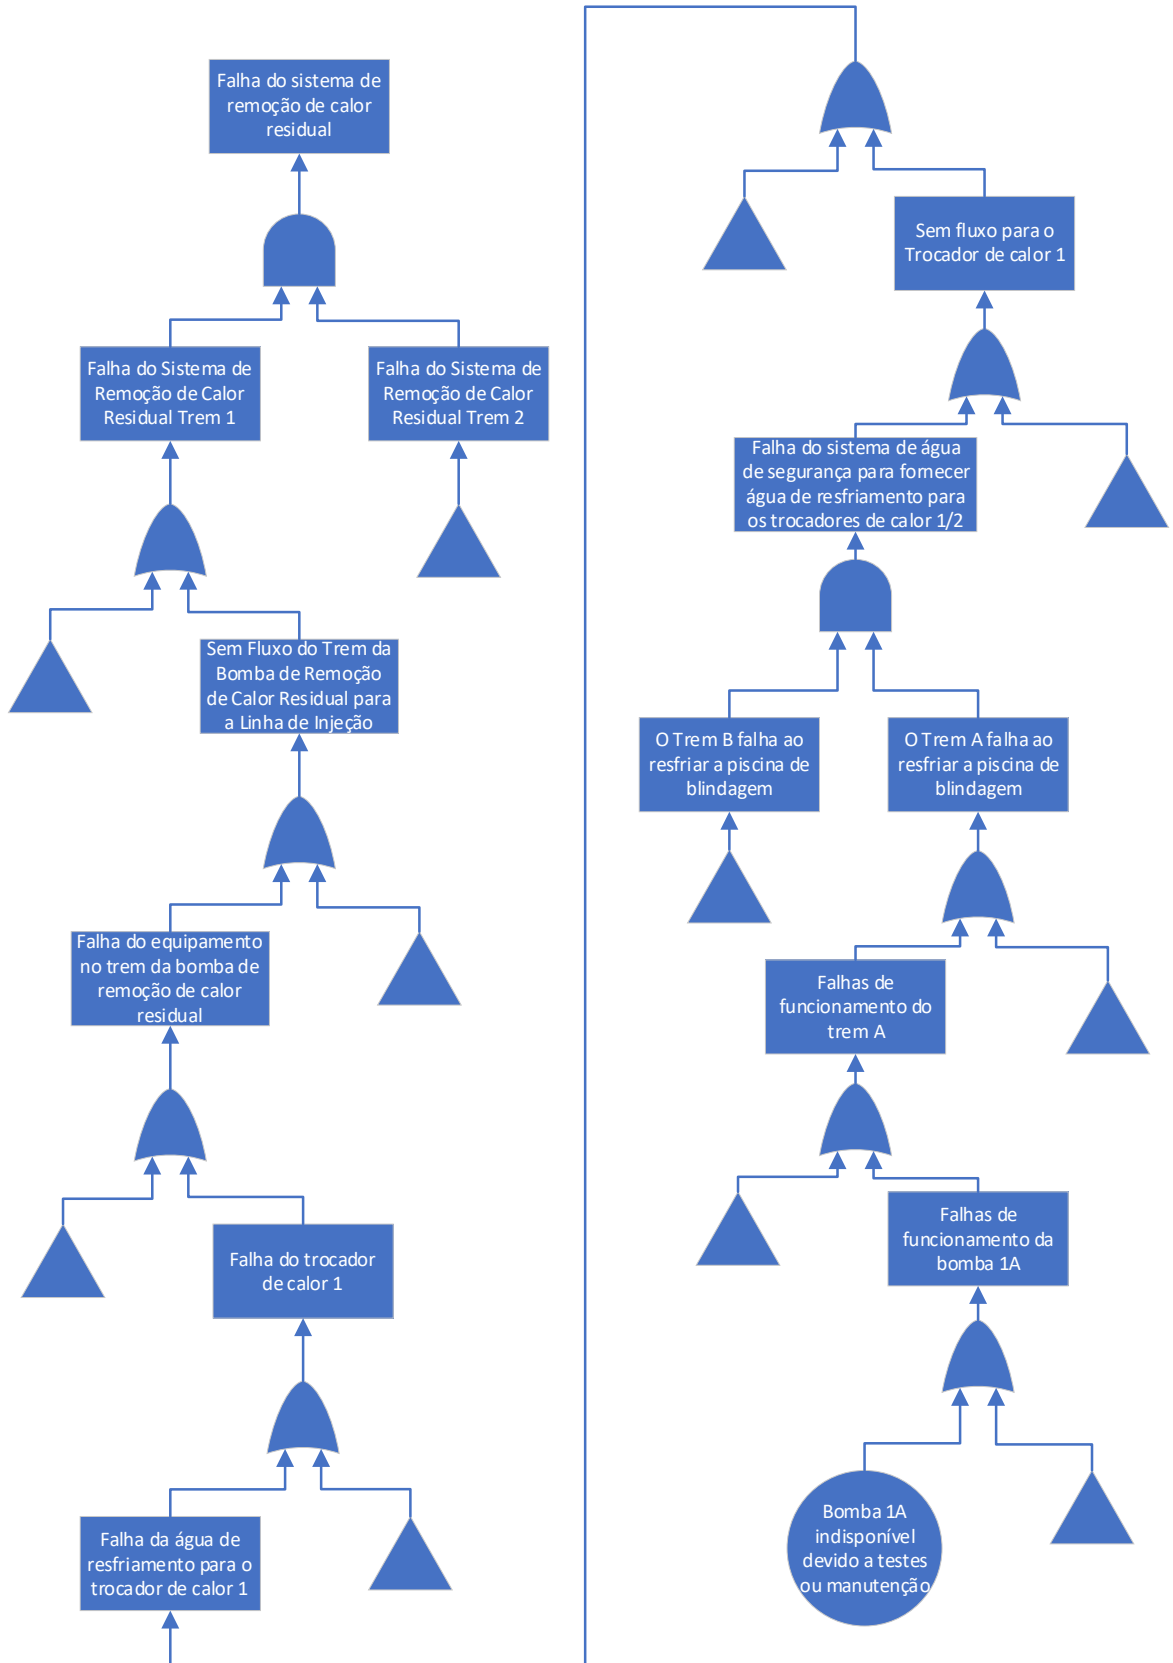 Falha do sistema de
remoção de calor
residual
Falha do Sistema de
Remoção de Calor
Residual Trem 1
Falha do Sistema de
Remoção de Calor
Residual Trem 2
Sem Fluxo do Trem da
Bomba de Remoção
de Calor Residual para
a Linha de Injeção
Falha do equipamento
no trem da bomba de
remoção de calor
residual
Falha do trocador
de calor 1
Falha da água de
resfriamento para o
trocador de calor 1
Sem fluxo para o
Trocador de calor 1
Falha do sistema de água
de segurança para fornecer
água de resfriamento para
os trocadores de calor 1/2
O Trem B falha ao
resfriar a piscina de
blindagem
O Trem A falha ao
resfriar a piscina de
blindagem
Falhas de
funcionamento do
trem A
Falhas de
funcionamento da
bomba 1A
Bomba 1A
indisponível
devido a testes
ou manutenção